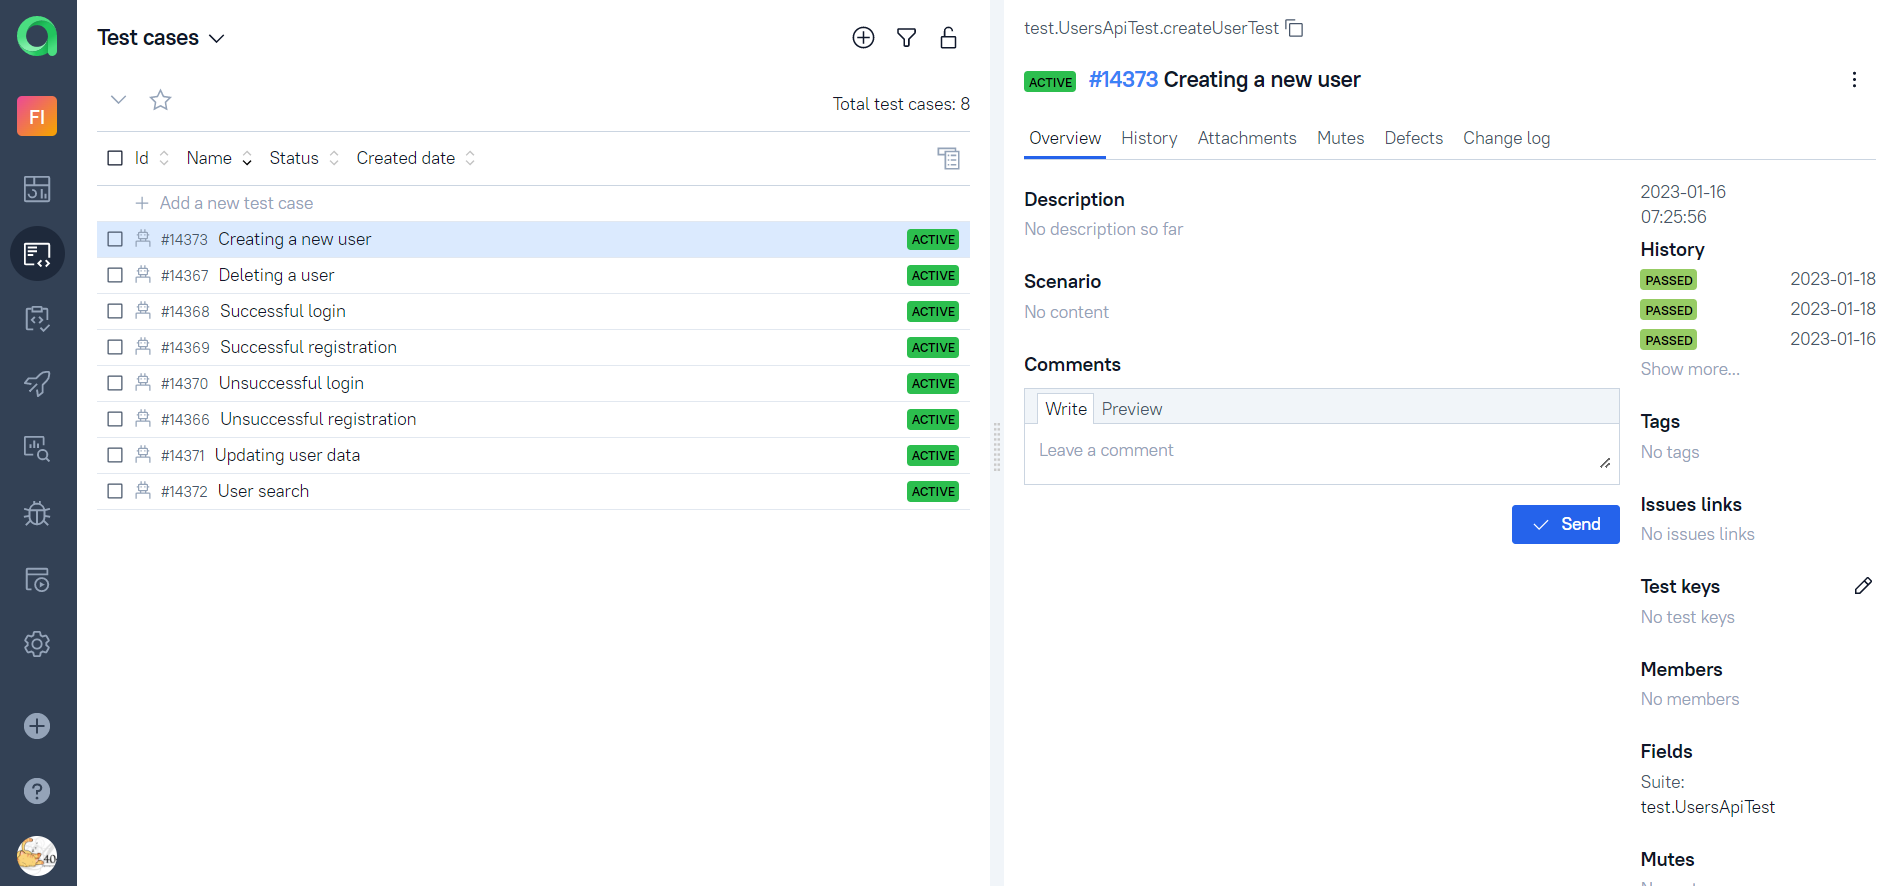 FI
40
Test cases
Total test cases: 8
Id Name Status Created date
Add a new test case
#14373 Creating a new user ACTIVE
#14367 Deleting a user ACTIVE
#14368 Successful login ACTIVE
#14369 Successful registration ACTIVE
#14370 Unsuccessful login ACTIVE
#14366 Unsuccessful registration ACTIVE
#14371 Updating user data ACTIVE
#14372 User search ACTIVE
test.UsersApiTest.createUserTest
ACTIVE #14373 Creating a new user
Overview History Attachments Mutes Defects Change log
Description
No description so far
Scenario
No content
Comments
Write Preview
Leave a comment
Send
2023-01-16
07:25:56
History
PASSED 2023-01-18
PASSED 2023-01-18
PASSED 2023-01-16
Show more...
Tags
No tags
Issues links
No issues links
Test keys
No test keys
Members
No members
Fields
Suite:
test.UsersApiTest
Mutes